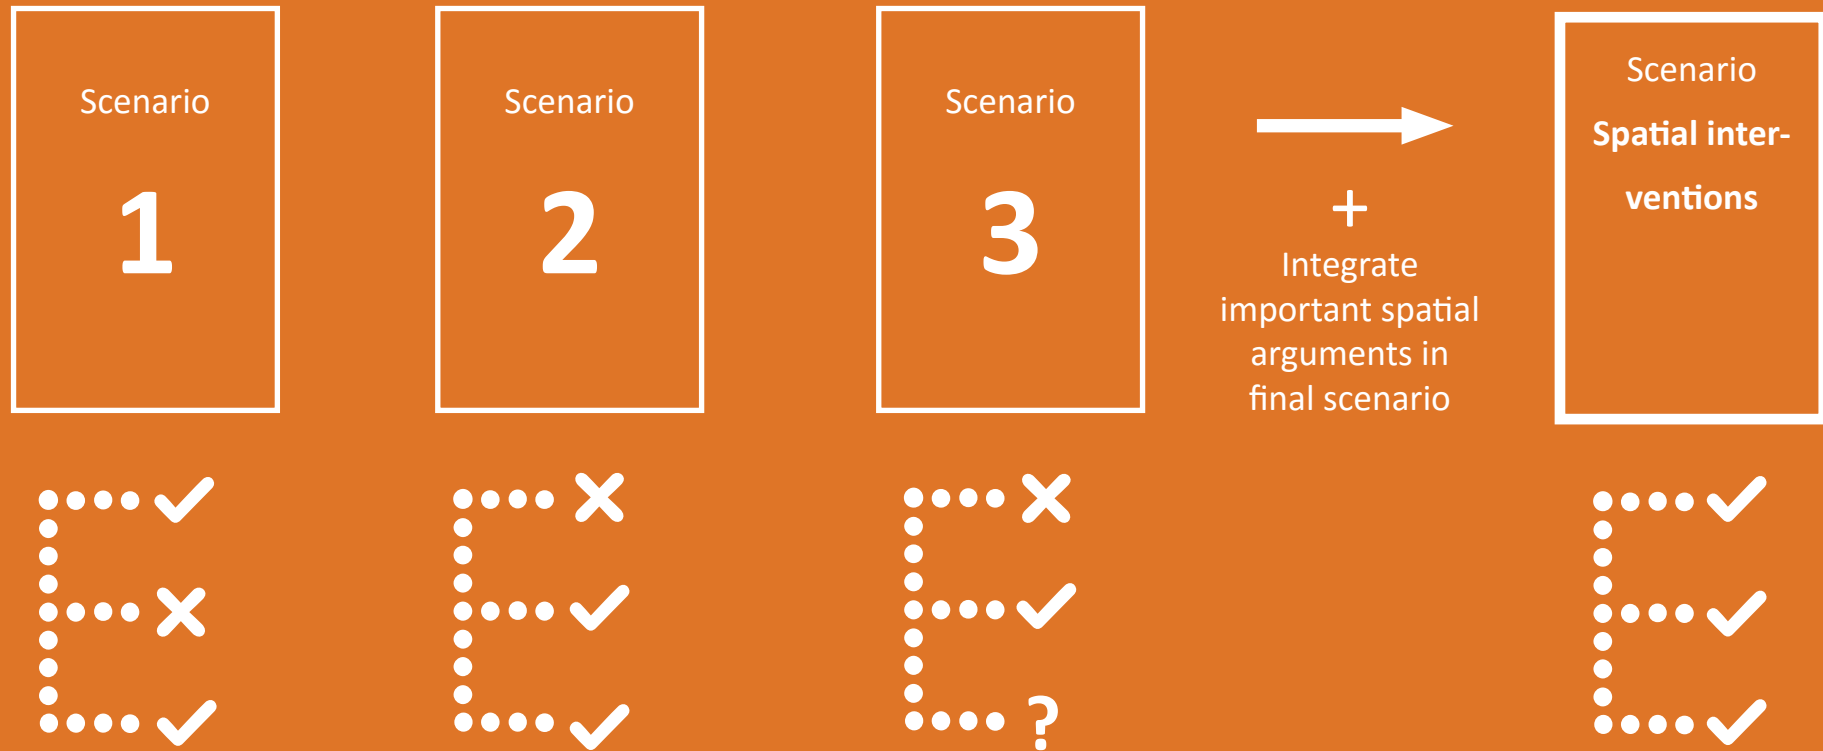 Scenario
1
Scenario
2
Scenario
3
+
Integrate
important spatial
arguments in
final scenario
Scenario
Spatial inter-
ventions
?